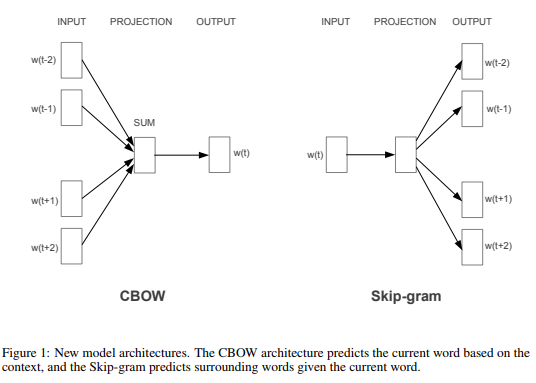 INPUT PROJECTION OUTPUT
w(t-2)
w(t-1)
SUM
w(t)
w(t+1)
w(t+2)
CBOW
INPUT PROJECTION OUTPUT
w(t-2)
w(t-1)
w(t)
w(t+1)
w(t+2)
Skip-gram
Figure 1: New model architectures. The CBOW architecture predicts the current word based on the
context, and the Skip-gram predicts surrounding words given the current word.